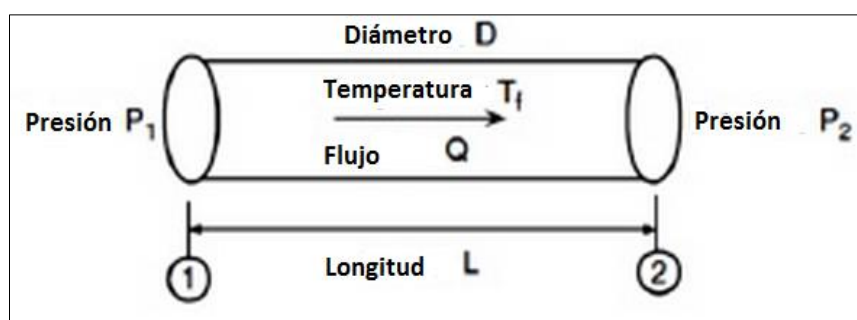 Diámetro D
Temperatura T_f
Presión P_1
Presión P_2
Flujo Q
Longitud L
1
2